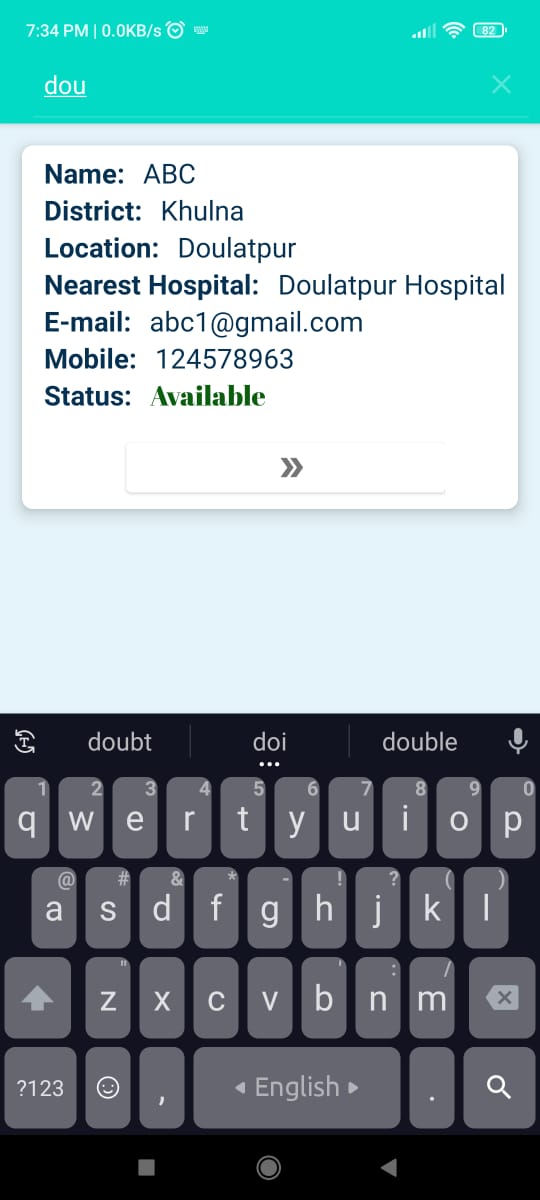 7:34 PM | 0.0KB/s 82
dou
Name: ABC
District: Khulna
Location: Doulatpur
Nearest Hospital: Doulatpur Hospital
E-mail: abc1@gmail.com
Mobile: 124578963
Status: Available
»
doubt doi double
1 2 3 4 5 6 7 8 9 0
q w e r t y u i o p
@ # & * - ! ? ( )
a s d f g h j k l
" ' : /
z x c v b n m
?123 , English .